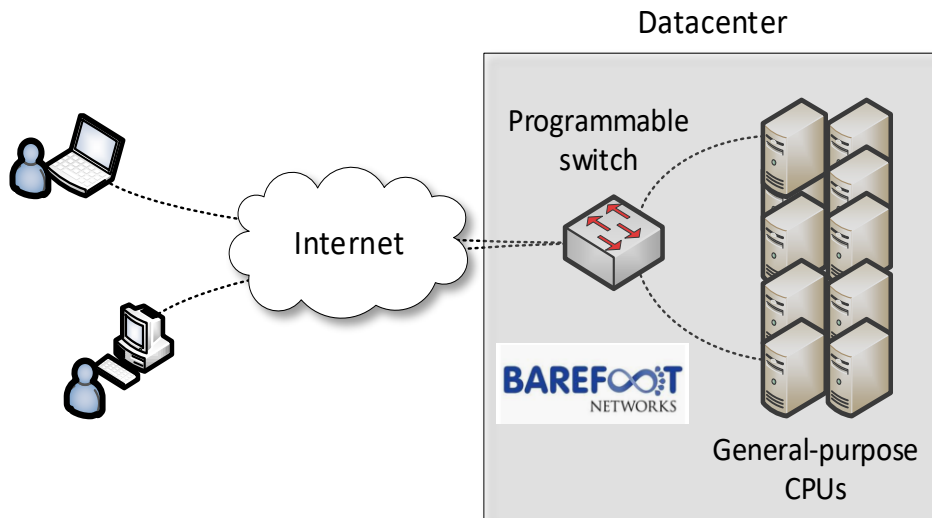 Datacenter
Programmable
switch
Internet
BAREFOOT
NETWORKS
General-purpose
CPUs